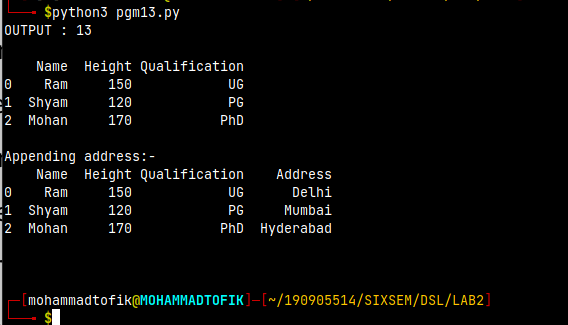 $python3 pgm13.py
OUTPUT : 13
Name Height Qualification
0 Ram 150 UG
1 Shyam 120 PG
2 Mohan 170 PhD
Appending address:-
Name Height Qualification Address
0 Ram 150 UG Delhi
1 Shyam 120 PG Mumbai
2 Mohan 170 PhD Hyderabad
[mohammadtofik@MOHAMMADTOFIK]-[~/190905514/SIXSEM/DSL/LAB2]
$